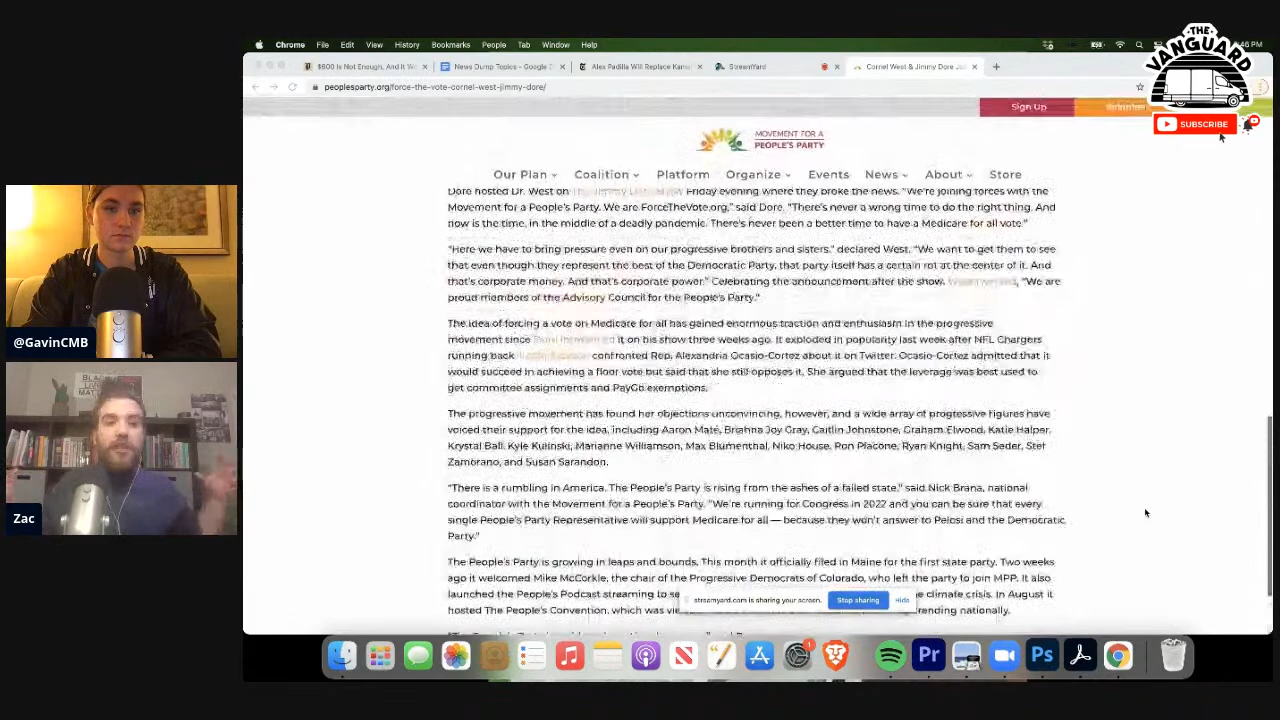 Chrome File Edit View History Bookmarks People Tab Window Help
$600 Is Not Enough, And It
News Dump Topics - Google D
Alex Padilla Will Replace Kama
StreamYard
Cornel West & Jimmy Dore
peoplesparty.org/force-the-vote-cornel-west-jimmy-dore/
Sign Up
MOVEMENT FOR A
PEOPLE'S PARTY
Our Plan Coalition Platform Organize Events News About Store
Dore hosted Dr. West on Friday evening where they broke the news. "We're joining forces with the
Movement for a People's Party. We are ForceTheVote.org," said Dore. "There's never a wrong time to do the right thing. And
now is the time, in the middle of a deadly pandemic. There's never been a better time to have a Medicare for all vote."
"Here we have to bring pressure even on our progressive brothers and sisters." declared West. "We want to get them to see
that even though they represent the best of the Democratic Party, that party itself has a certain rot at the center of it. And
that's corporate money. And that's corporate power." Celebrating the announcement after the show, "We are
proud members of the Advisory Council for the People's Party."
The idea of forcing a vote on Medicare for all has gained enormous traction and enthusiasm in the progressive
movement since it on his show three weeks ago. It exploded in popularity last week after NFL Chargers
running back confronted Rep. Alexandria Ocasio-Cortez about it on Twitter. Ocasio-Cortez admitted that it
would succeed in achieving a floor vote but said that she still opposes it. She argued that the leverage was best used to
get committee assignments and PayGo exemptions.
The progressive movement has found her objections unconvincing, however, and a wide array of progressive figures have
voiced their support for the idea, including Aaron Maté, Briahna Joy Gray, Caitlin Johnstone, Graham Elwood, Katie Halper,
Krystal Ball, Kyle Kulinski, Marianne Williamson, Max Blumenthal, Niko House, Ron Placone, Ryan Knight, Sam Seder, Stef
Zamorano, and Susan Sarandon.
"There is a rumbling in America. The People's Party is rising from the ashes of a failed state," said Nick Brana, national
coordinator with the Movement for a People's Party. "We're running for Congress in 2022 and you can be sure that every
single People's Party Representative will support Medicare for all — because they won't answer to Pelosi and the Democratic
Party."
The People's Party is growing in leaps and bounds. This month it officially filed in Maine for the first state party. Two weeks
ago it welcomed Mike McCorkle, the chair of the Progressive Democrats of Colorado, who left the party to join MPP. It also
launched the People's Podcast streaming to climate crisis. In August it
hosted The People's Convention, which was trending nationally.
streamyard.com is sharing your screen. Stop sharing Hide
THE
VANGUARD
SUBSCRIBE
@GavinCMB
Zac
Pr
Ps